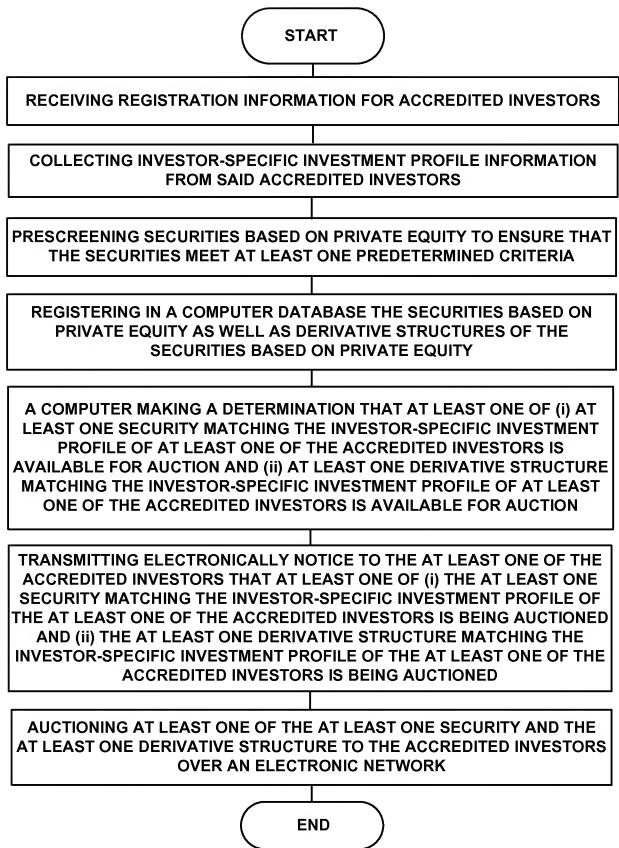 START
RECEIVING REGISTRATION INFORMATION FOR ACCREDITED INVESTORS
COLLECTING INVESTOR-SPECIFIC INVESTMENT PROFILE INFORMATION
FROM SAID ACCREDITED INVESTORS
PRESCREENING SECURITIES BASED ON PRIVATE EQUITY TO ENSURE THAT
THE SECURITIES MEET AT LEAST ONE PREDETERMINED CRITERIA
REGISTERING IN A COMPUTER DATABASE THE SECURITIES BASED ON
PRIVATE EQUITY AS WELL AS DERIVATIVE STRUCTURES OF THE
SECURITIES BASED ON PRIVATE EQUITY
A COMPUTER MAKING A DETERMINATION THAT AT LEAST ONE OF (i) AT
LEAST ONE SECURITY MATCHING THE INVESTOR-SPECIFIC INVESTMENT
PROFILE OF AT LEAST ONE OF THE ACCREDITED INVESTORS IS
AVAILABLE FOR AUCTION AND (ii) AT LEAST ONE DERIVATIVE STRUCTURE
MATCHING THE INVESTOR-SPECIFIC INVESTMENT PROFILE OF AT LEAST
ONE OF THE ACCREDITED INVESTORS IS AVAILABLE FOR AUCTION
TRANSMITTING ELECTRONICALLY NOTICE TO THE AT LEAST ONE OF THE
ACCREDITED INVESTORS THAT AT LEAST ONE OF (i) THE AT LEAST ONE
SECURITY MATCHING THE INVESTOR-SPECIFIC INVESTMENT PROFILE OF
THE AT LEAST ONE OF THE ACCREDITED INVESTORS IS BEING AUCTIONED
AND (ii) THE AT LEAST ONE DERIVATIVE STRUCTURE MATCHING THE
INVESTOR-SPECIFIC INVESTMENT PROFILE OF THE AT LEAST ONE OF THE
ACCREDITED INVESTORS IS BEING AUCTIONED
AUCTIONING AT LEAST ONE OF THE AT LEAST ONE SECURITY AND THE
AT LEAST ONE DERIVATIVE STRUCTURE TO THE ACCREDITED INVESTORS
OVER AN ELECTRONIC NETWORK
END